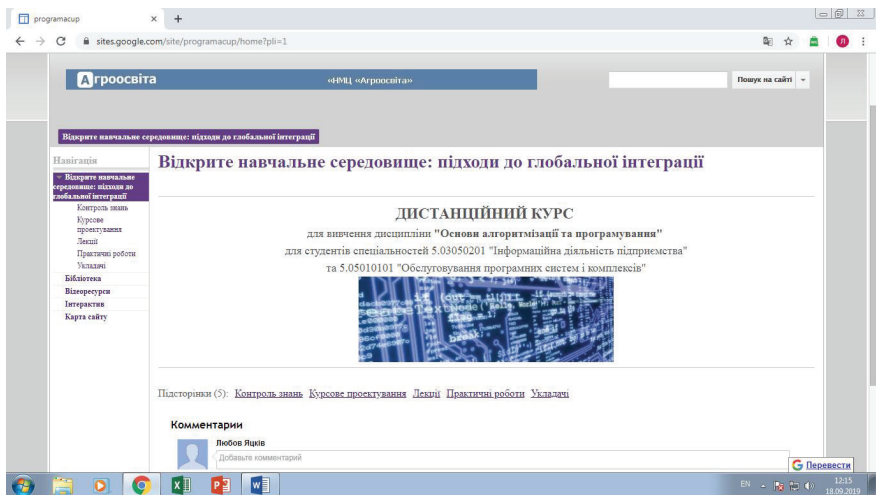 programacup
sites.google.com/site/programacup/home?pli=1
Агроосвіта
«НМЦ «Агроосвіта»
Пошук на сайті
Відкрите навчальне середовище: підходи до глобальної інтеграції
Навігація
Відкрите навчальне
середовище: підходи до
глобальної інтеграції
Контроль знань
Курсове
проектування
Лекції
Практичні роботи
Укладачі
Бібліотека
Відеоресурси
Інтерактив
Карта сайту
Відкрите навчальне середовище: підходи до глобальної інтеграції
ДИСТАНЦІЙНИЙ КУРС
для вивчення дисципліни "Основи алгоритмізації та програмування"
для студентів спеціальностей 5.03050201 "Інформаційна діяльність підприємства"
та 5.05010101 "Обслуговування програмних систем і комплексів"
Підсторінки (5): Контроль знань Курсове проектування Лекції Практичні роботи Укладачі
Комментарии
Любов Яцків
Добавьте комментарий
G Перевести
EN
12:15
18.09.2019